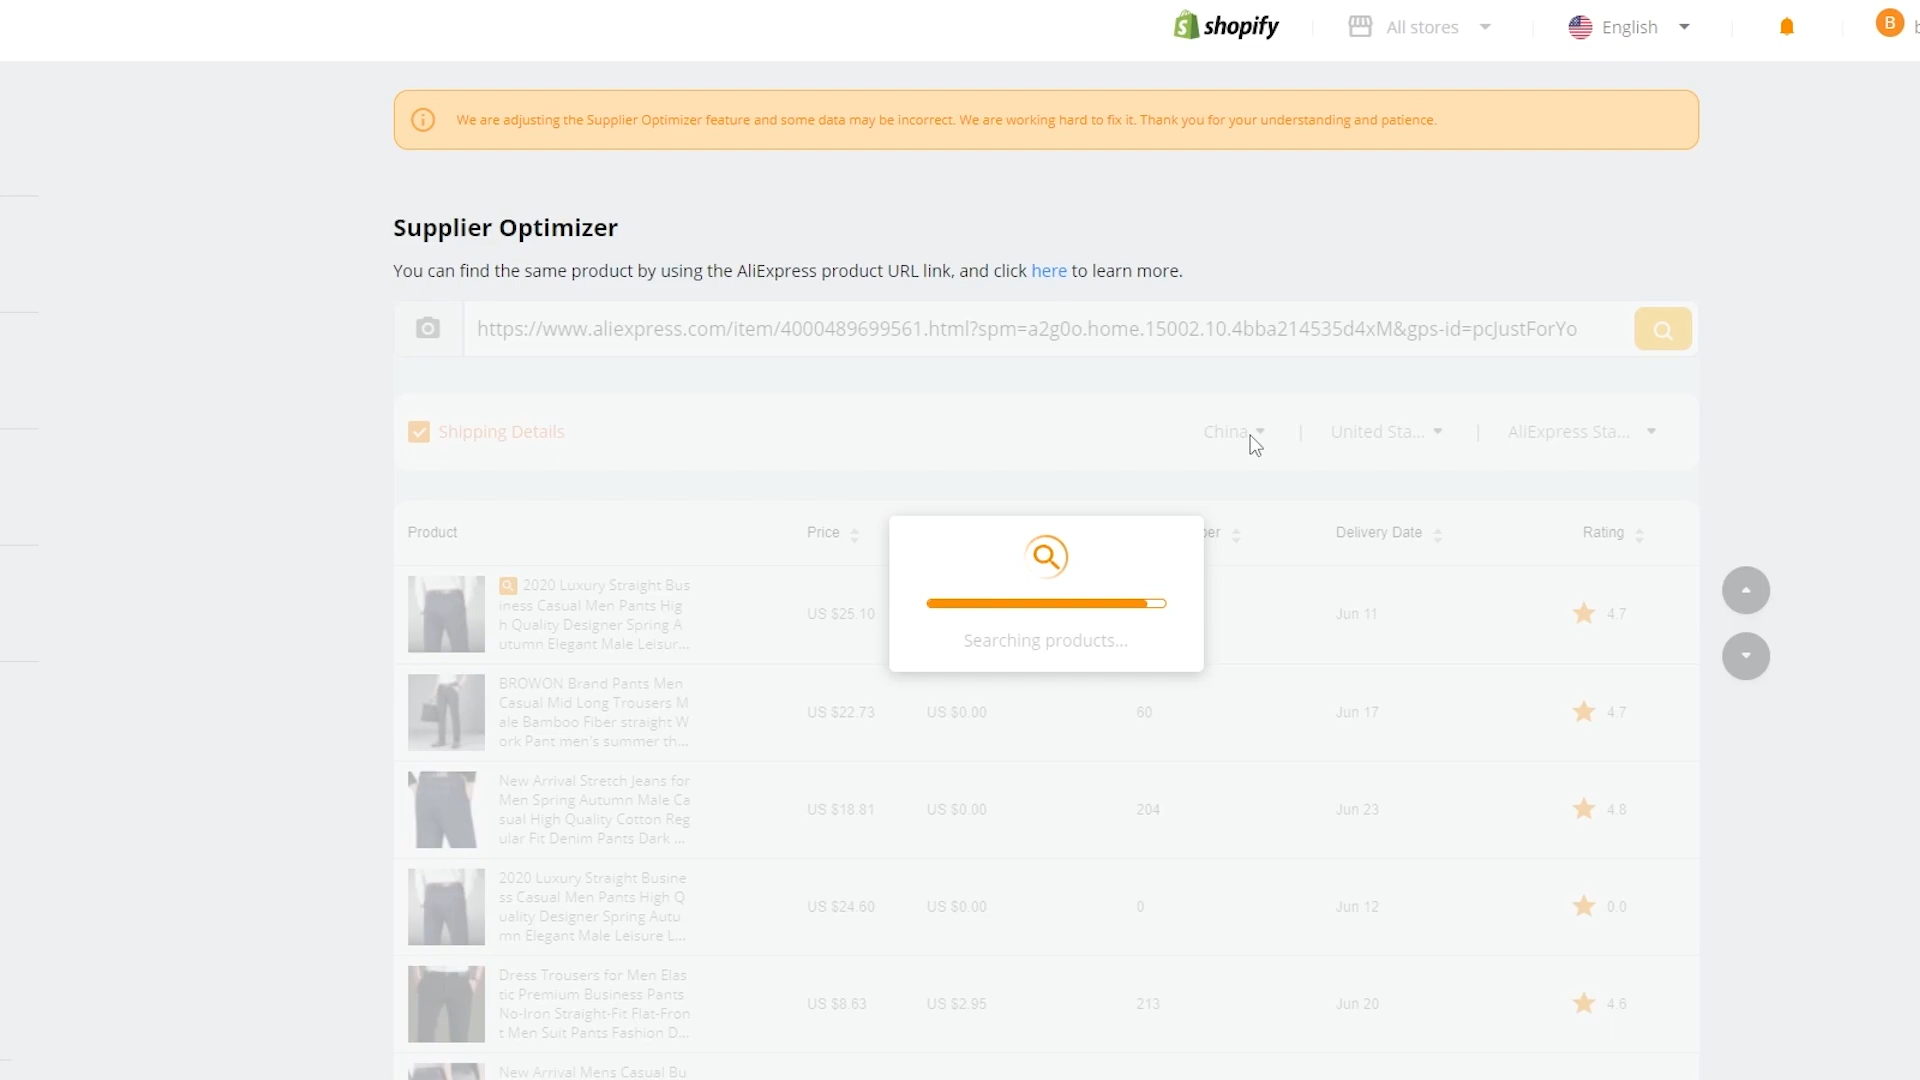 shopify
All stores
English
B
We are adjusting the Supplier Optimizer feature and some data may be incorrect. We are working hard to fix it. Thank you for your understanding and patience.
Supplier Optimizer
You can find the same product by using the AliExpress product URL link, and click here to learn more.
https://www.aliexpress.com/item/4000489699561.html?spm=a2g0o.home.15002.10.4bba214535d4xM&gps-id=pcJustForYo
Shipping Details
China
|
United Sta...
|
AliExpress Sta...
Product
Price
ber
Delivery Date
Rating
2020 Luxury Straight Bus
iness Casual Men Pants Hig
h Quality Designer Spring A
utumn Elegant Male Leisur...
US $25.10
Jun 11
4.7
Searching products...
BROWON Brand Pants Men
Casual Mid Long Trousers M
ale Bamboo Fiber straight W
ork Pant men's summer th...
US $22.73
US $0.00
60
Jun 17
4.7
New Arrival Stretch Jeans for
Men Spring Autumn Male Ca
sual High Quality Cotton Reg
ular Fit Denim Pants Dark ...
US $18.81
US $0.00
204
Jun 23
4.8
2020 Luxury Straight Busine
ss Casual Men Pants High Q
uality Designer Spring Autu
mn Elegant Male Leisure L...
US $24.60
US $0.00
0
Jun 12
0.0
Dress Trousers for Men Elas
tic Premium Business Pants
No-Iron Straight-Fit Flat-Fron
t Men Suit Pants Fashion D...
US $8.63
US $2.95
213
Jun 20
4.6
New Arrival Mens Casual Bu